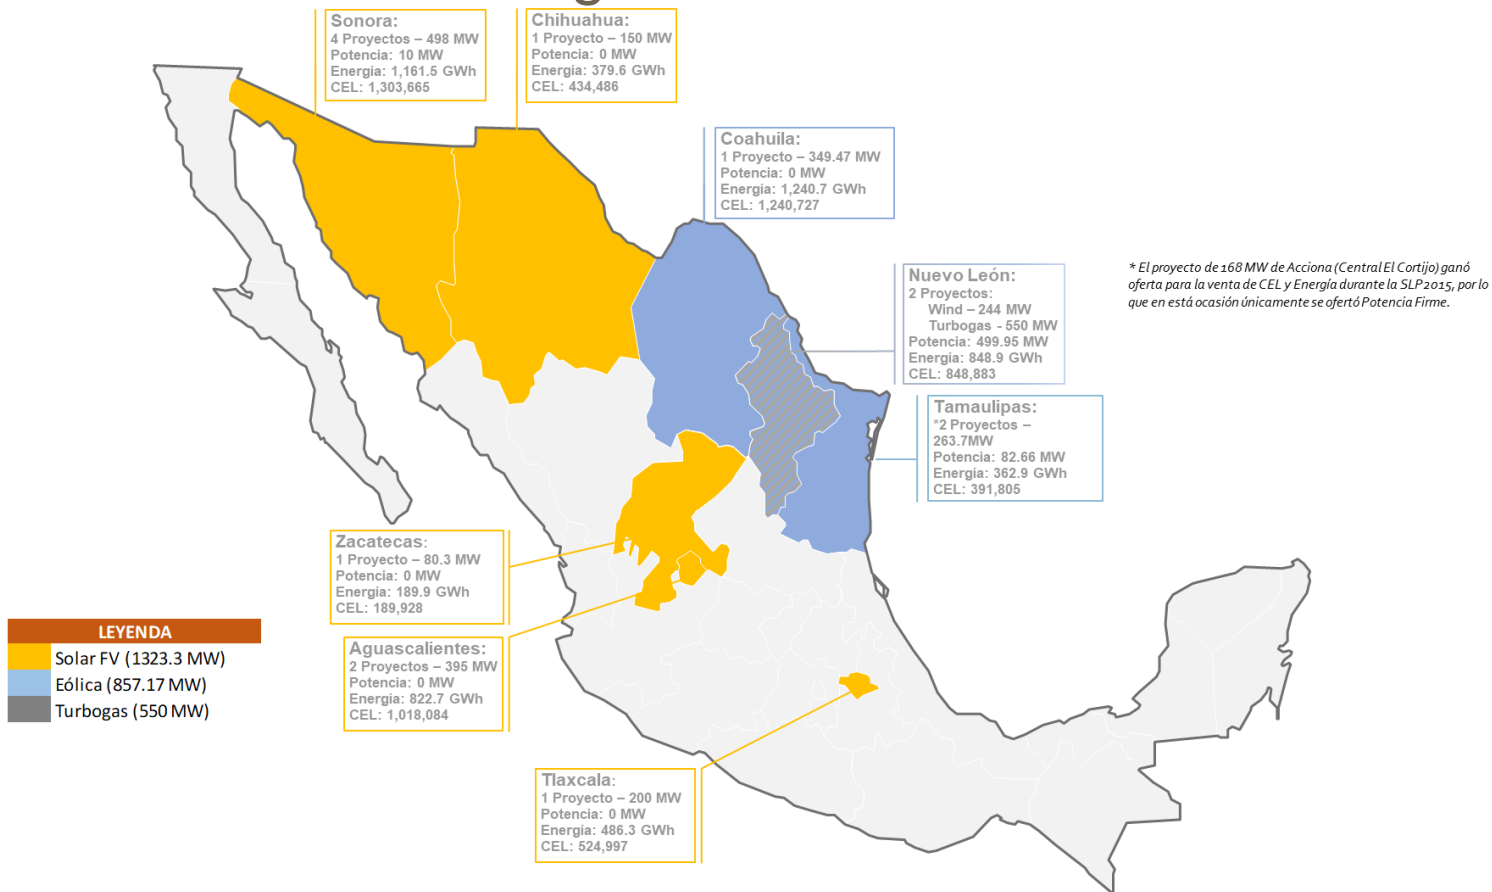 Sonora:
4 Proyectos – 498 MW
Potencia: 10 MW
Energía: 1,161.5 GWh
CEL: 1,303,665
Chihuahua:
1 Proyecto – 150 MW
Potencia: 0 MW
Energía: 379.6 GWh
CEL: 434,486
Coahuila:
1 Proyecto – 349.47 MW
Potencia: 0 MW
Energía: 1,240.7 GWh
CEL: 1,240,727
Nuevo León:
2 Proyectos:
Wind – 244 MW
Turbogas - 550 MW
Potencia: 499.95 MW
Energía: 848.9 GWh
CEL: 848,883
* El proyecto de 168 MW de Acciona (Central El Cortijo) ganó
oferta para la venta de CEL y Energía durante la SLP2015, por lo
que en está ocasión únicamente se ofertó Potencia Firme.
Tamaulipas:
*2 Proyectos –
263.7MW
Potencia: 82.66 MW
Energía: 362.9 GWh
CEL: 391,805
Zacatecas:
1 Proyecto – 80.3 MW
Potencia: 0 MW
Energía: 189.9 GWh
CEL: 189,928
Aguascalientes:
2 Proyectos – 395 MW
Potencia: 0 MW
Energía: 822.7 GWh
CEL: 1,018,084
LEYENDA
Solar FV (1323.3 MW)
Eólica (857.17 MW)
Turbogas (550 MW)
Tlaxcala:
1 Proyecto – 200 MW
Potencia: 0 MW
Energía: 486.3 GWh
CEL: 524,997